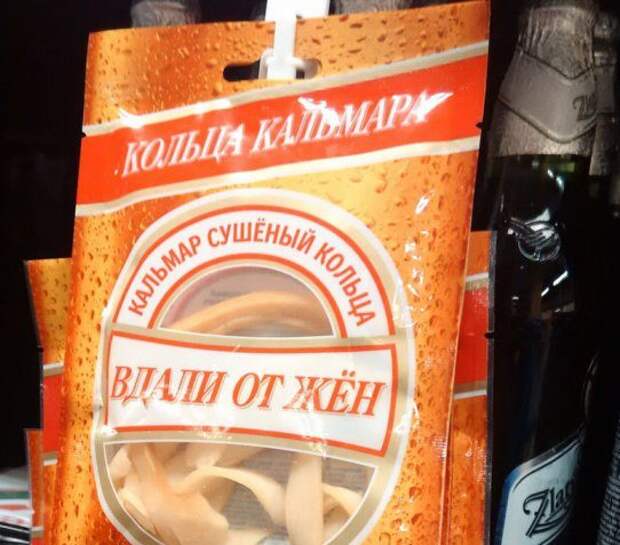 КОЛЬЦА КАЛЬМАРА
КАЛЬМАР СУШЁНЫЙ КОЛЬЦА
ВДАЛИ ОТ ЖЁН